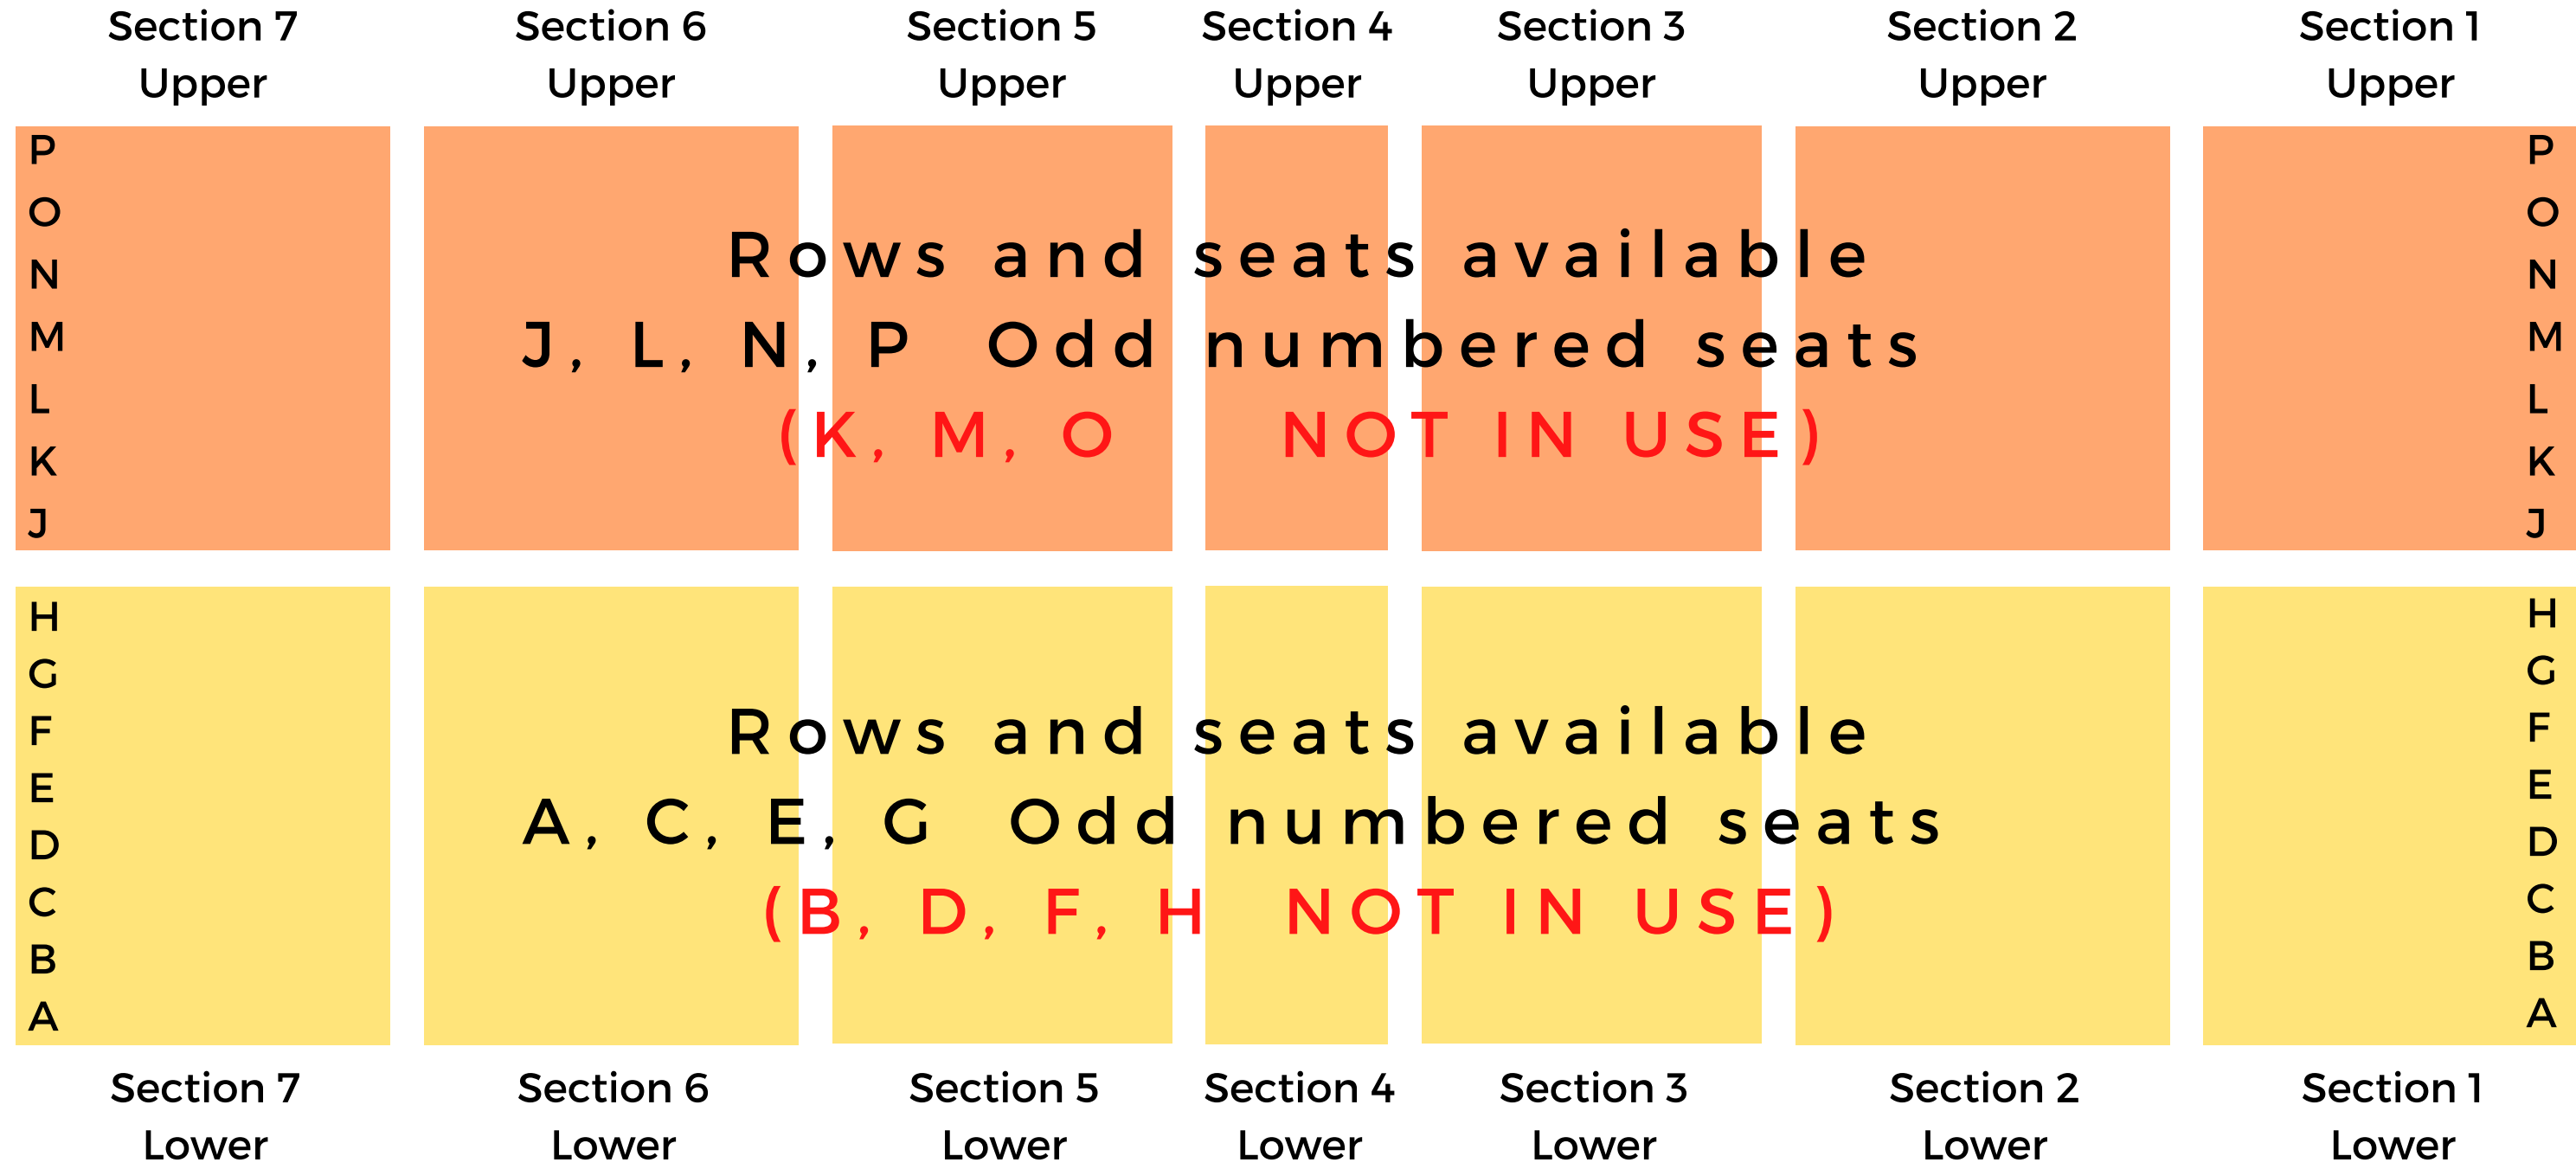 Section 7 Section 6 Section 5 Section 4 Section 3 Section 2 Section 1
Upper Upper Upper Upper Upper Upper Upper
P P
O O
N N
Rows and seats available
M M
J, L, N, P Odd numbered seats
L L
(K, M, O NOT IN USE)
K K
J J
H H
G G
F F
Rows and seats available
E E
A, C, E, G Odd numbered seats
D D
C C
(B, D, F, H NOT IN USE)
B B
A A
Section 7 Section 6 Section 5 Section 4 Section 3 Section 2 Section 1
Lower Lower Lower Lower Lower Lower Lower